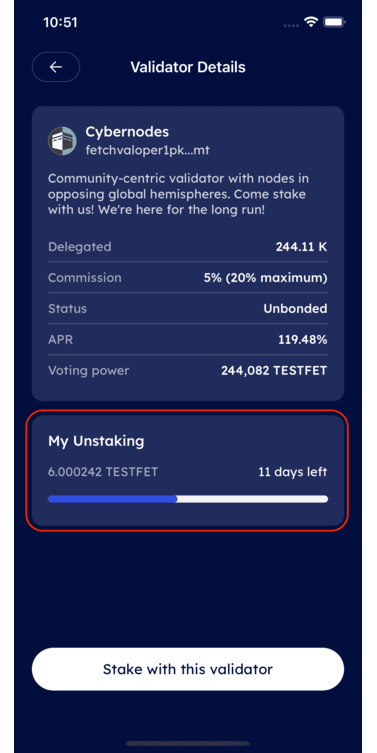 10:51
Validator Details
Cybernodes
fetchvaloper1pk...mt
Community-centric validator with nodes in
opposing global hemispheres. Come stake
with us! We're here for the long run!
Delegated 244.11 K
Commission 5% (20% maximum)
Status Unbonded
APR 119.48%
Voting power 244,082 TESTFET
My Unstaking
6.000242 TESTFET 11 days left
Stake with this validator